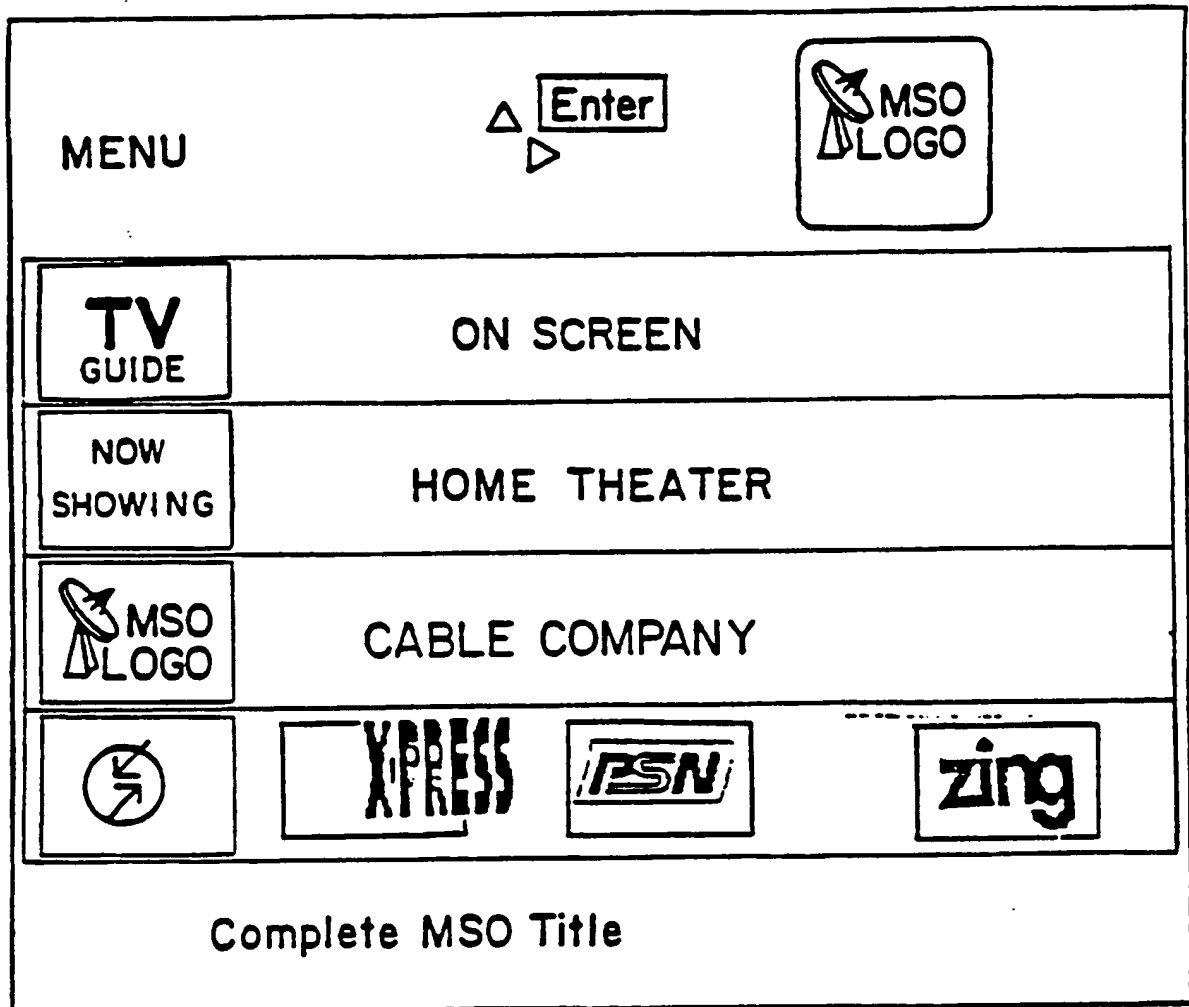 MENU
Enter
MSO
LOGO
TV
GUIDE
ON SCREEN
NOW
SHOWING
HOME THEATER
MSO
LOGO
CABLE COMPANY
X-PRESS
PSN
zing
Complete MSO Title